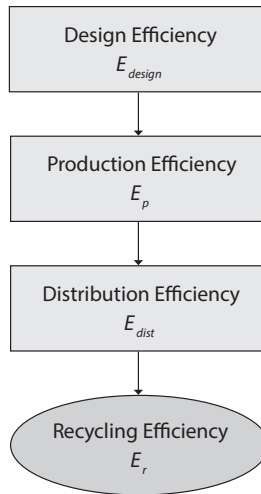 Design Efficiency
E_design
Production Efficiency
E_p
Distribution Efficiency
E_dist
Recycling Efficiency
E_r